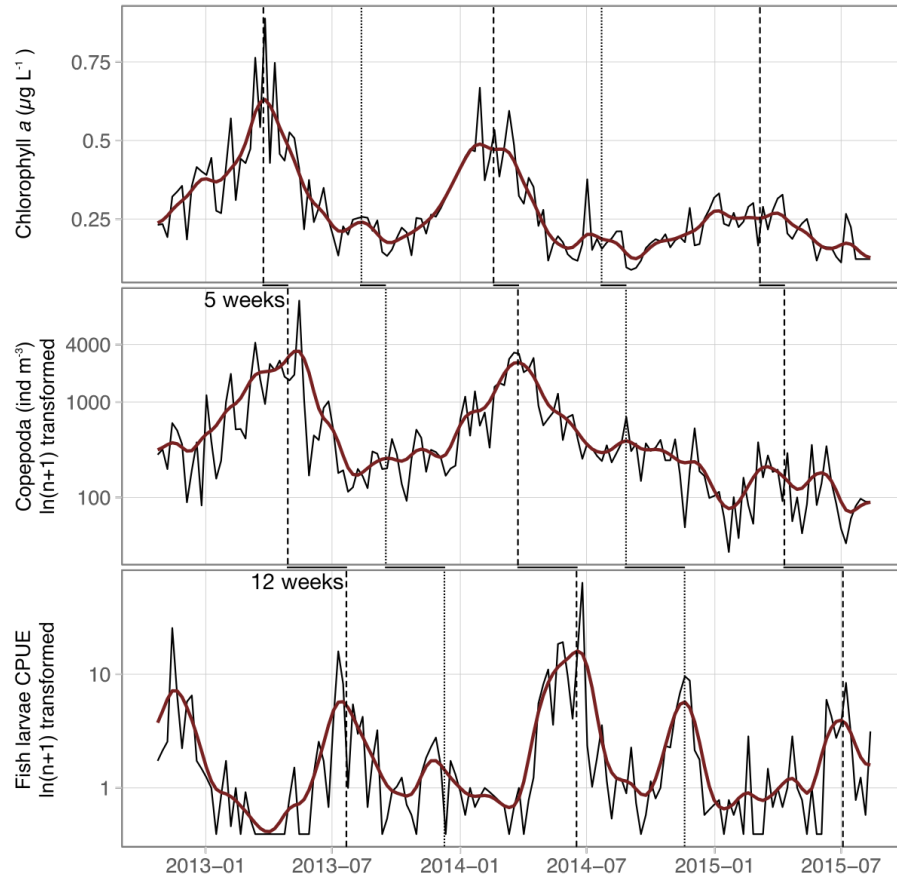 Chlorophyll a (µg L⁻¹ )
0.75
0.5
0.25
5 weeks
Copepoda (ind m⁻³)
ln(n+1) transformed
4000
1000
100
12 weeks
Fish larvae CPUE
ln(n+1) transformed
10
1
2013–01 2013–07 2014–01 2014–07 2015–01 2015–07